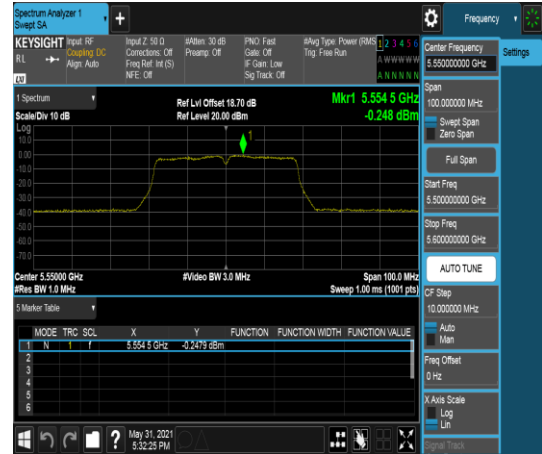 Spectrum Analyzer 1
Swept SA
+
Frequency
KEYSIGHT
RL
LXI
Input: RF
Coupling: DC
Align: Auto
Input Z: 50 Ω
Corrections: Off
Freq Ref: Int (S)
NFE: Off
#Atten: 30 dB
Preamp: Off
PNO: Fast
Gate: Off
IF Gain: Low
Sig Track: Off
#Avg Type: Power (RMS)
Trig: Free Run
1 2 3 4 5 6
A W W W W W
A N N N N N
1 Spectrum
Scale/Div 10 dB
Ref Lvl Offset 18.70 dB
Ref Level 20.00 dBm
Mkr1 5.554 5 GHz
-0.248 dBm
Log
10.0
0.00
-10.0
-20.0
-30.0
-40.0
-50.0
-60.0
-70.0
1
Center 5.55000 GHz
#Res BW 1.0 MHz
#Video BW 3.0 MHz
Span 100.0 MHz
Sweep 1.00 ms (1001 pts)
5 Marker Table
MODE TRC SCL X Y FUNCTION FUNCTION WIDTH FUNCTION VALUE
1 N 1 f 5.554 5 GHz -0.2479 dBm
2
3
4
5
6
?
May 31, 2021
5:32:25 PM
Center Frequency
5.550000000 GHz
Span
100.000000 MHz
Swept Span
Zero Span
Full Span
Start Freq
5.500000000 GHz
Stop Freq
5.600000000 GHz
AUTO TUNE
CF Step
10.000000 MHz
Auto
Man
Freq Offset
0 Hz
X Axis Scale
Log
Lin
Signal Track
Settings